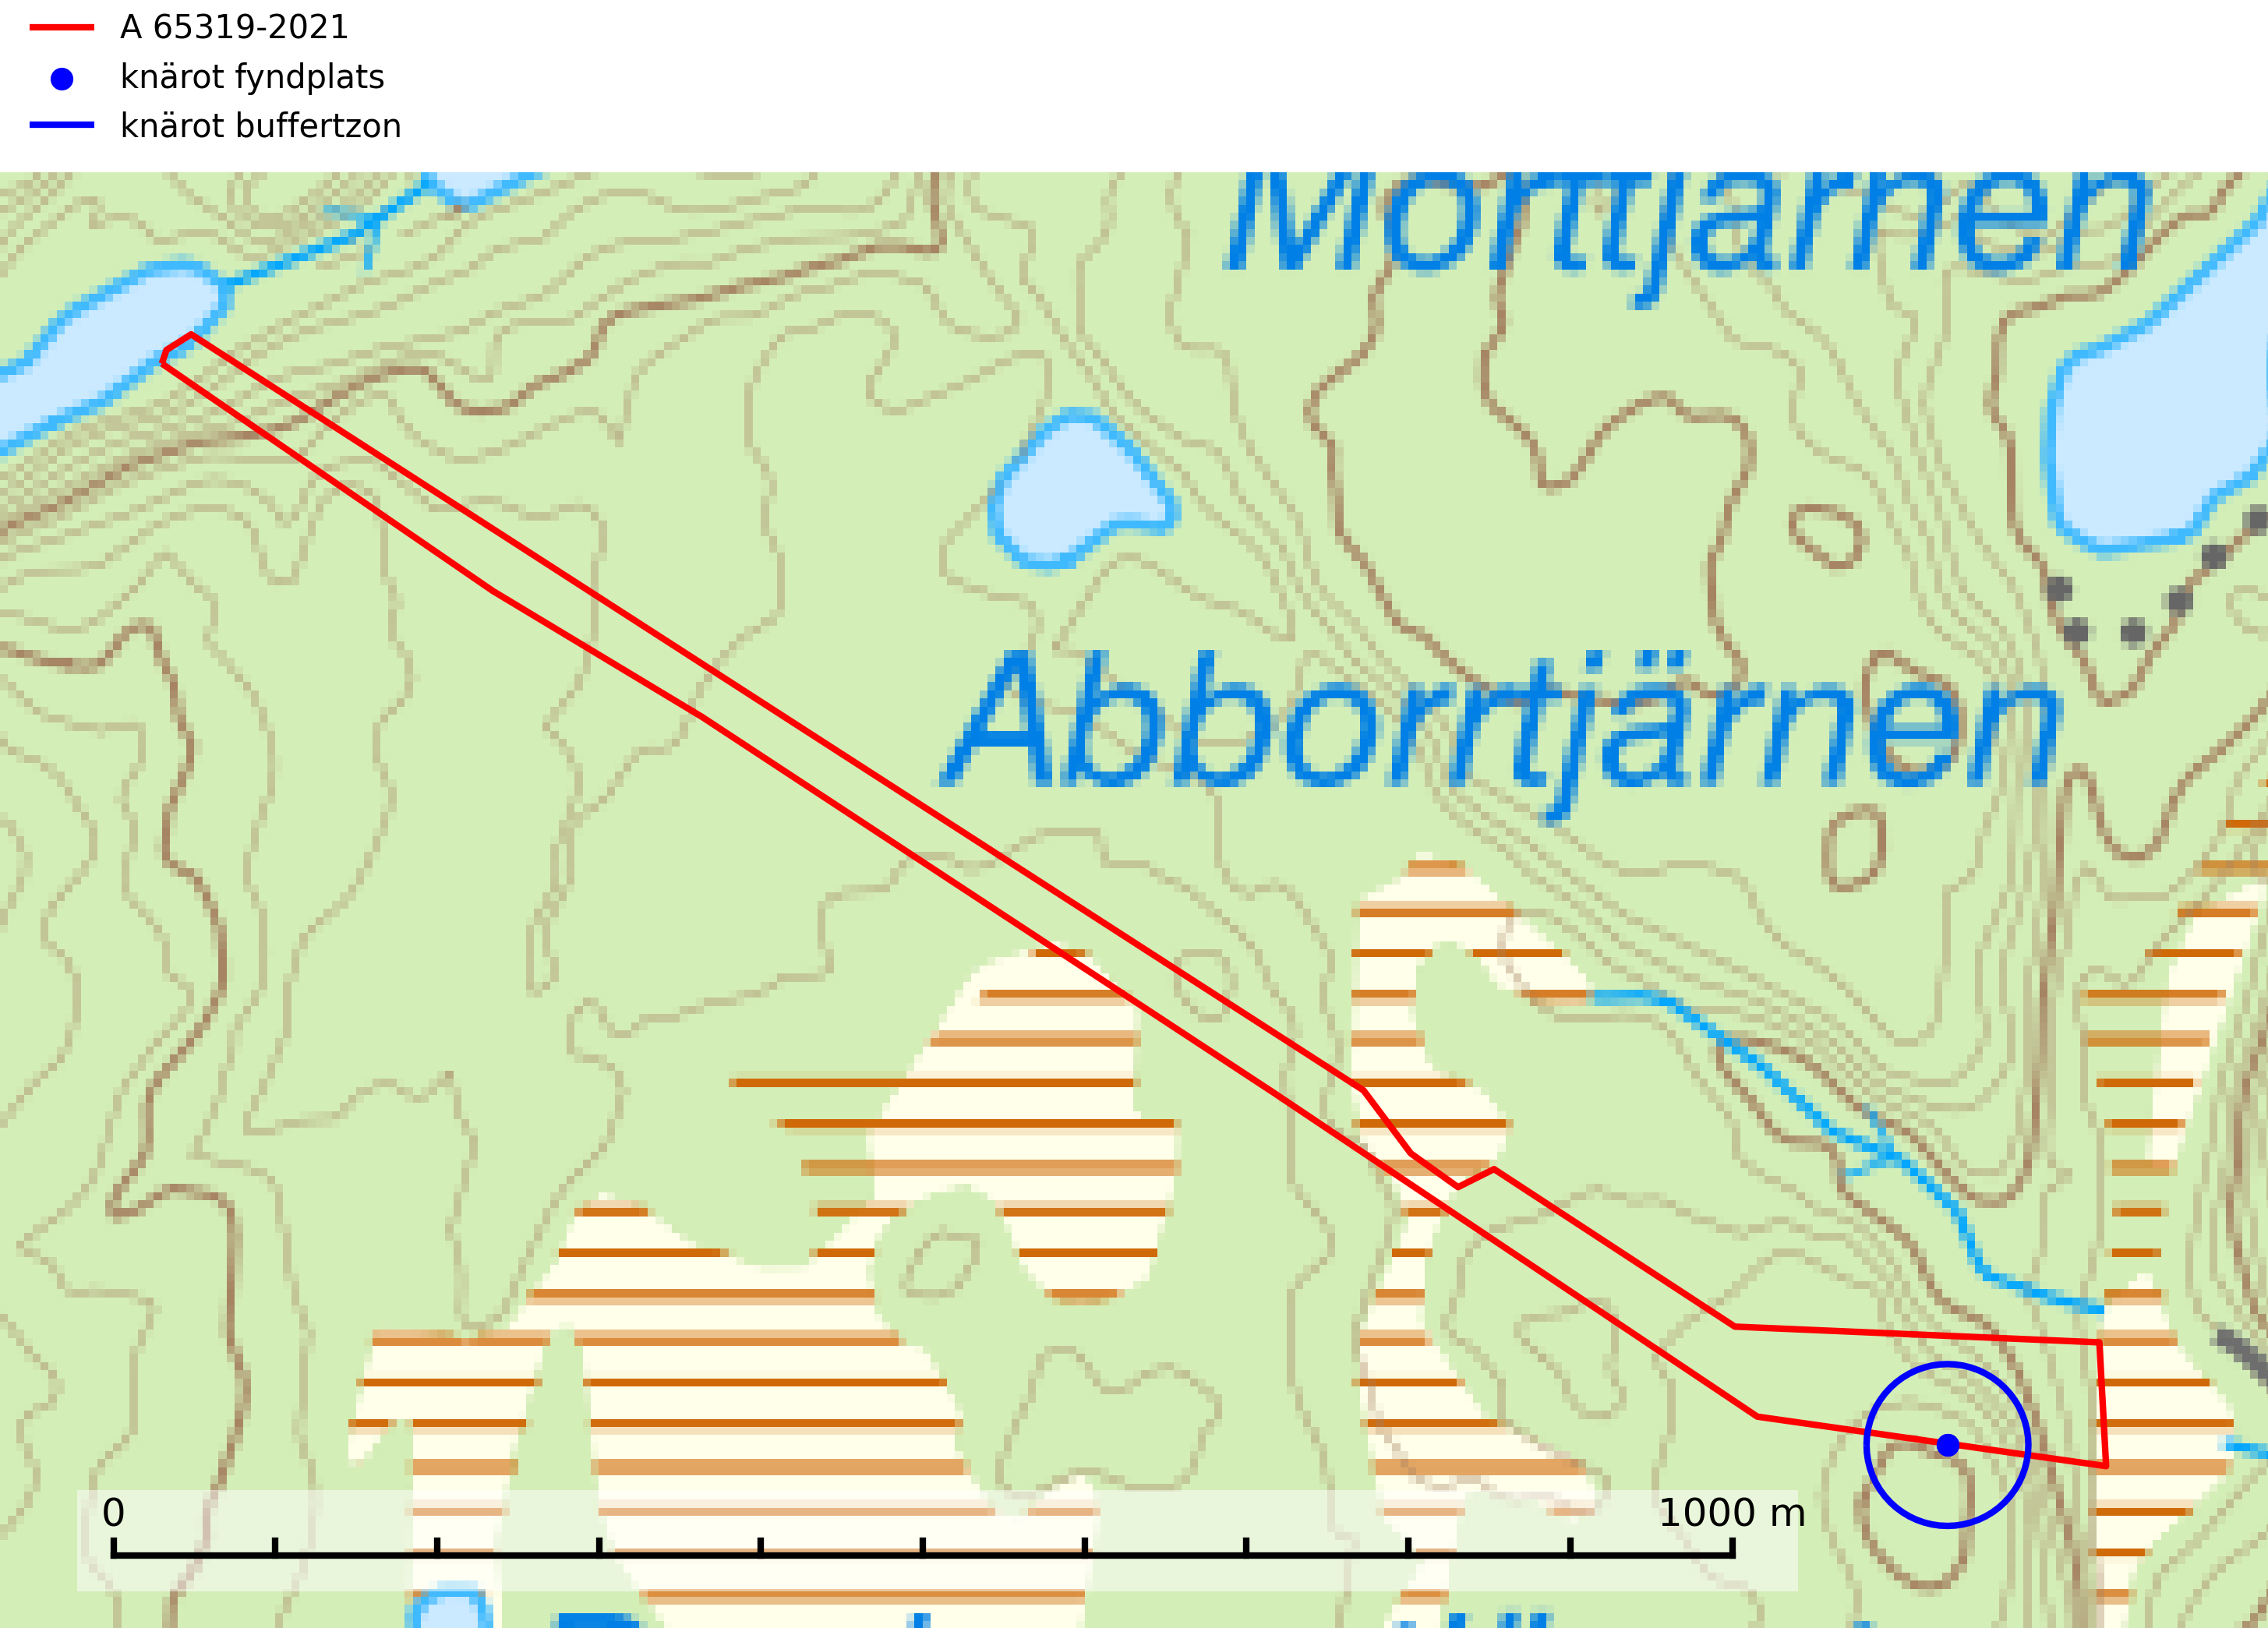 A 65319-2021
knärot fyndplats
knärot buffertzon
Mörttjärnen
Abborrtjärnen
0 1000 m